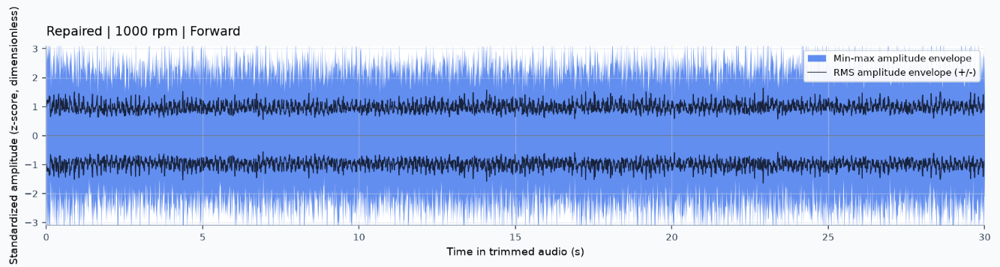 Repaired | 1000 rpm | Forward
Standardized amplitude (z-score, dimensionless)
3
2
1
0
−1
−2
−3
Min-max amplitude envelope
RMS amplitude envelope (+/-)
0
5
10
15
20
25
30
Time in trimmed audio (s)